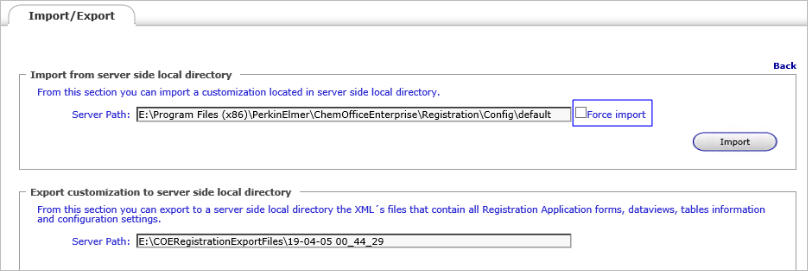 Import/Export
Back
Import from server side local directory
From this section you can import a customization located in server side local directory.
Server Path: E:\Program Files (x86)\PerkinElmer\ChemOfficeEnterprise\Registration\Config\default Force import
Import
Export customization to server side local directory
From this section you can export to a server side local directory the XML´s files that contain all Registration Application forms, dataviews, tables information
and configuration settings.
Server Path: E:\COERegistrationExportFiles\19-04-05 00_44_29